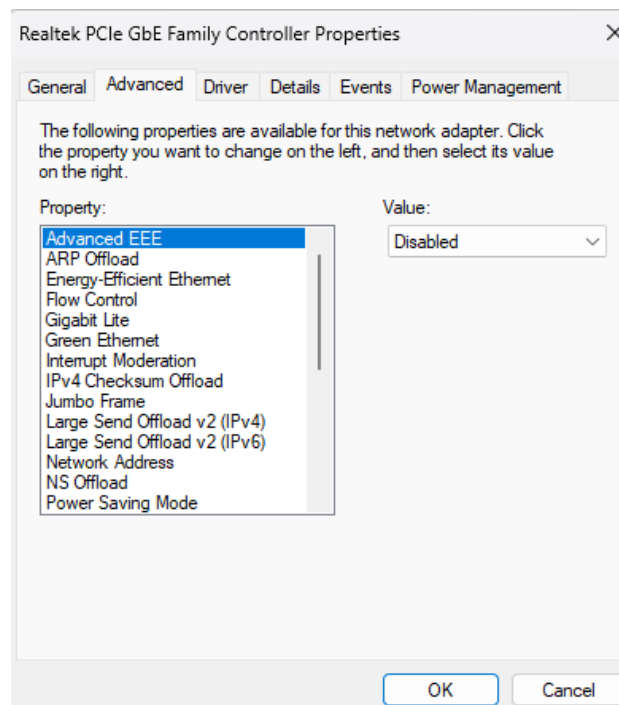 Realtek PCIe GbE Family Controller Properties
General Advanced Driver Details Events Power Management
The following properties are available for this network adapter. Click
the property you want to change on the left, and then select its value
on the right.
Property: Value:
Advanced EEE Disabled
ARP Offload
Energy-Efficient Ethernet
Flow Control
Gigabit Lite
Green Ethernet
Interrupt Moderation
IPv4 Checksum Offload
Jumbo Frame
Large Send Offload v2 (IPv4)
Large Send Offload v2 (IPv6)
Network Address
NS Offload
Power Saving Mode
OK Cancel